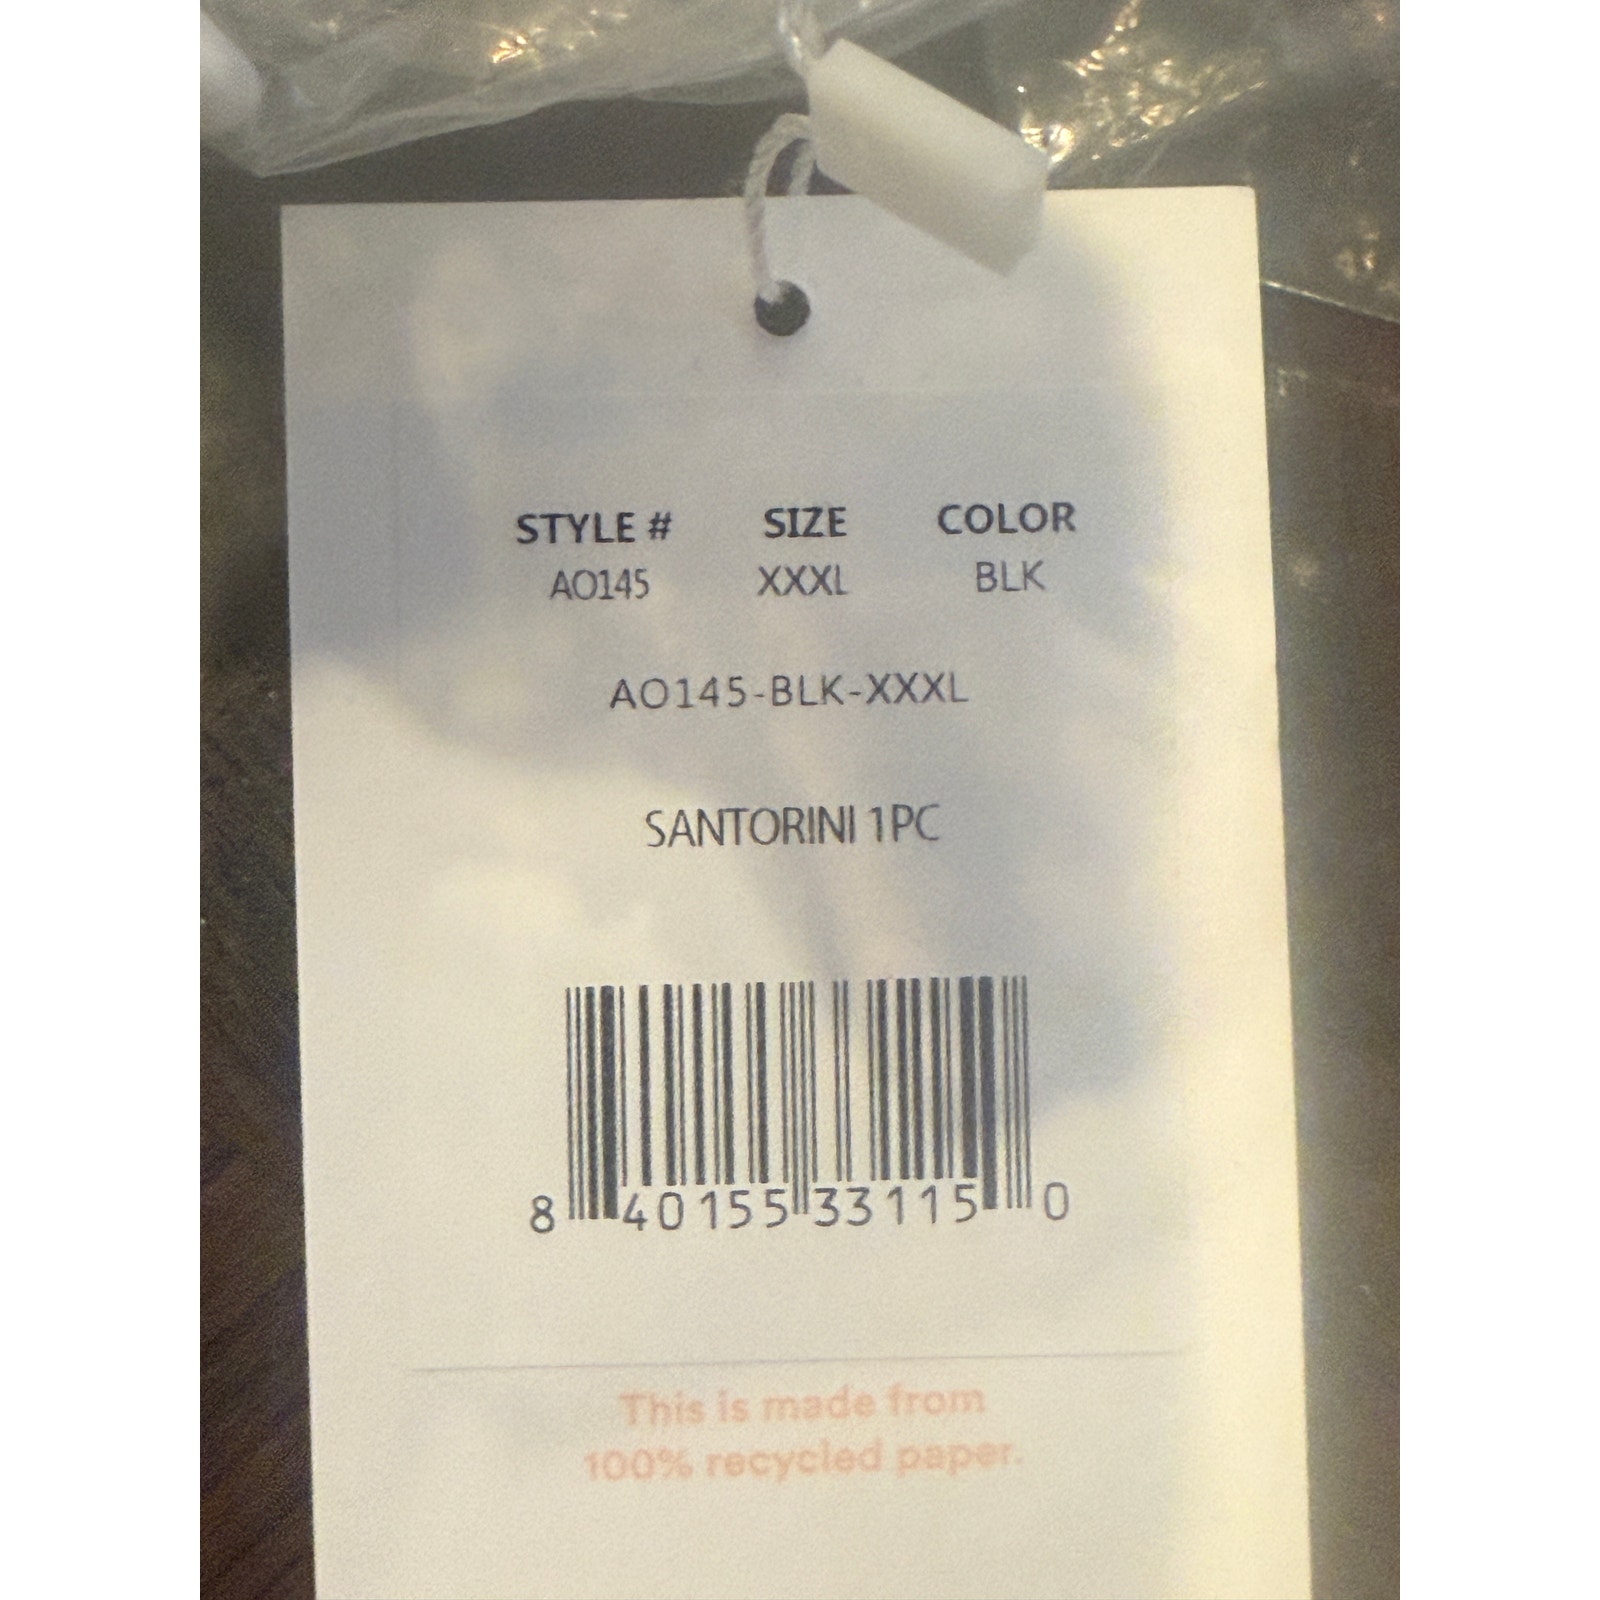 STYLE # SIZE COLOR
AO145 XXXL BLK
AO145-BLK-XXXL
SANTORINI 1PC
8 40155 33115 0
This is made from
100% recycled paper.